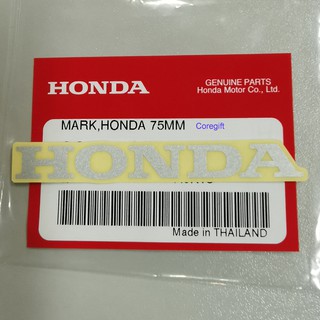 HONDA
GENUINE PARTS
Honda Motor Co., Ltd.
MARK,HONDA 75MM
Coregift
HONDA
Made in THAILAND